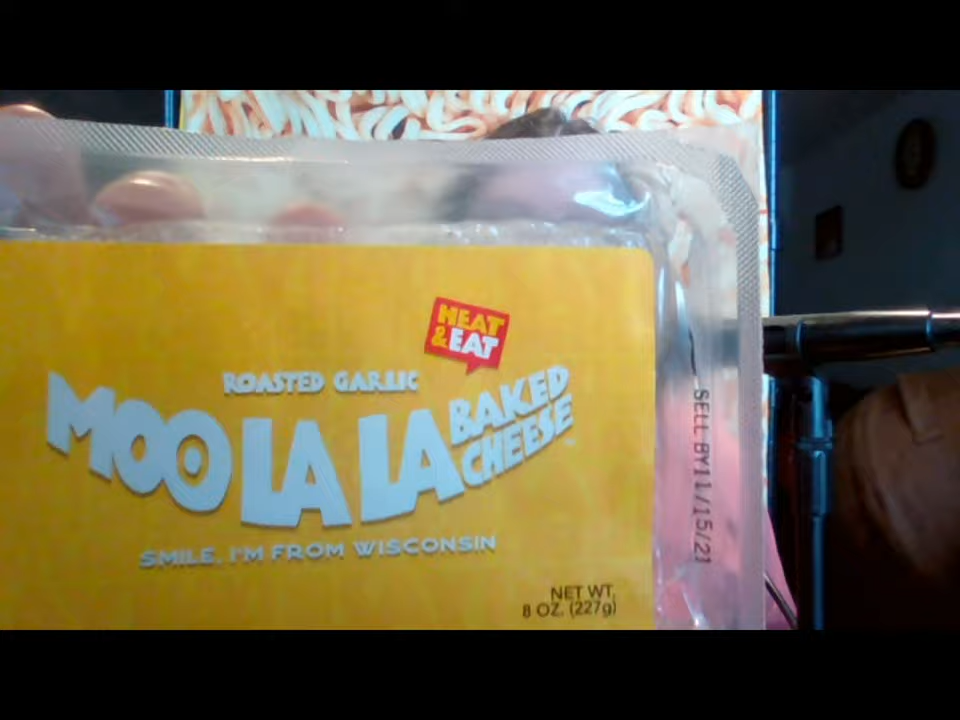 HEAT
& EAT
ROASTED GARLIC
MOO LA LA BAKED
CHEESE
SMILE. I'M FROM WISCONSIN
NET WT.
8 OZ. (227g)
SELL BY11/15/21